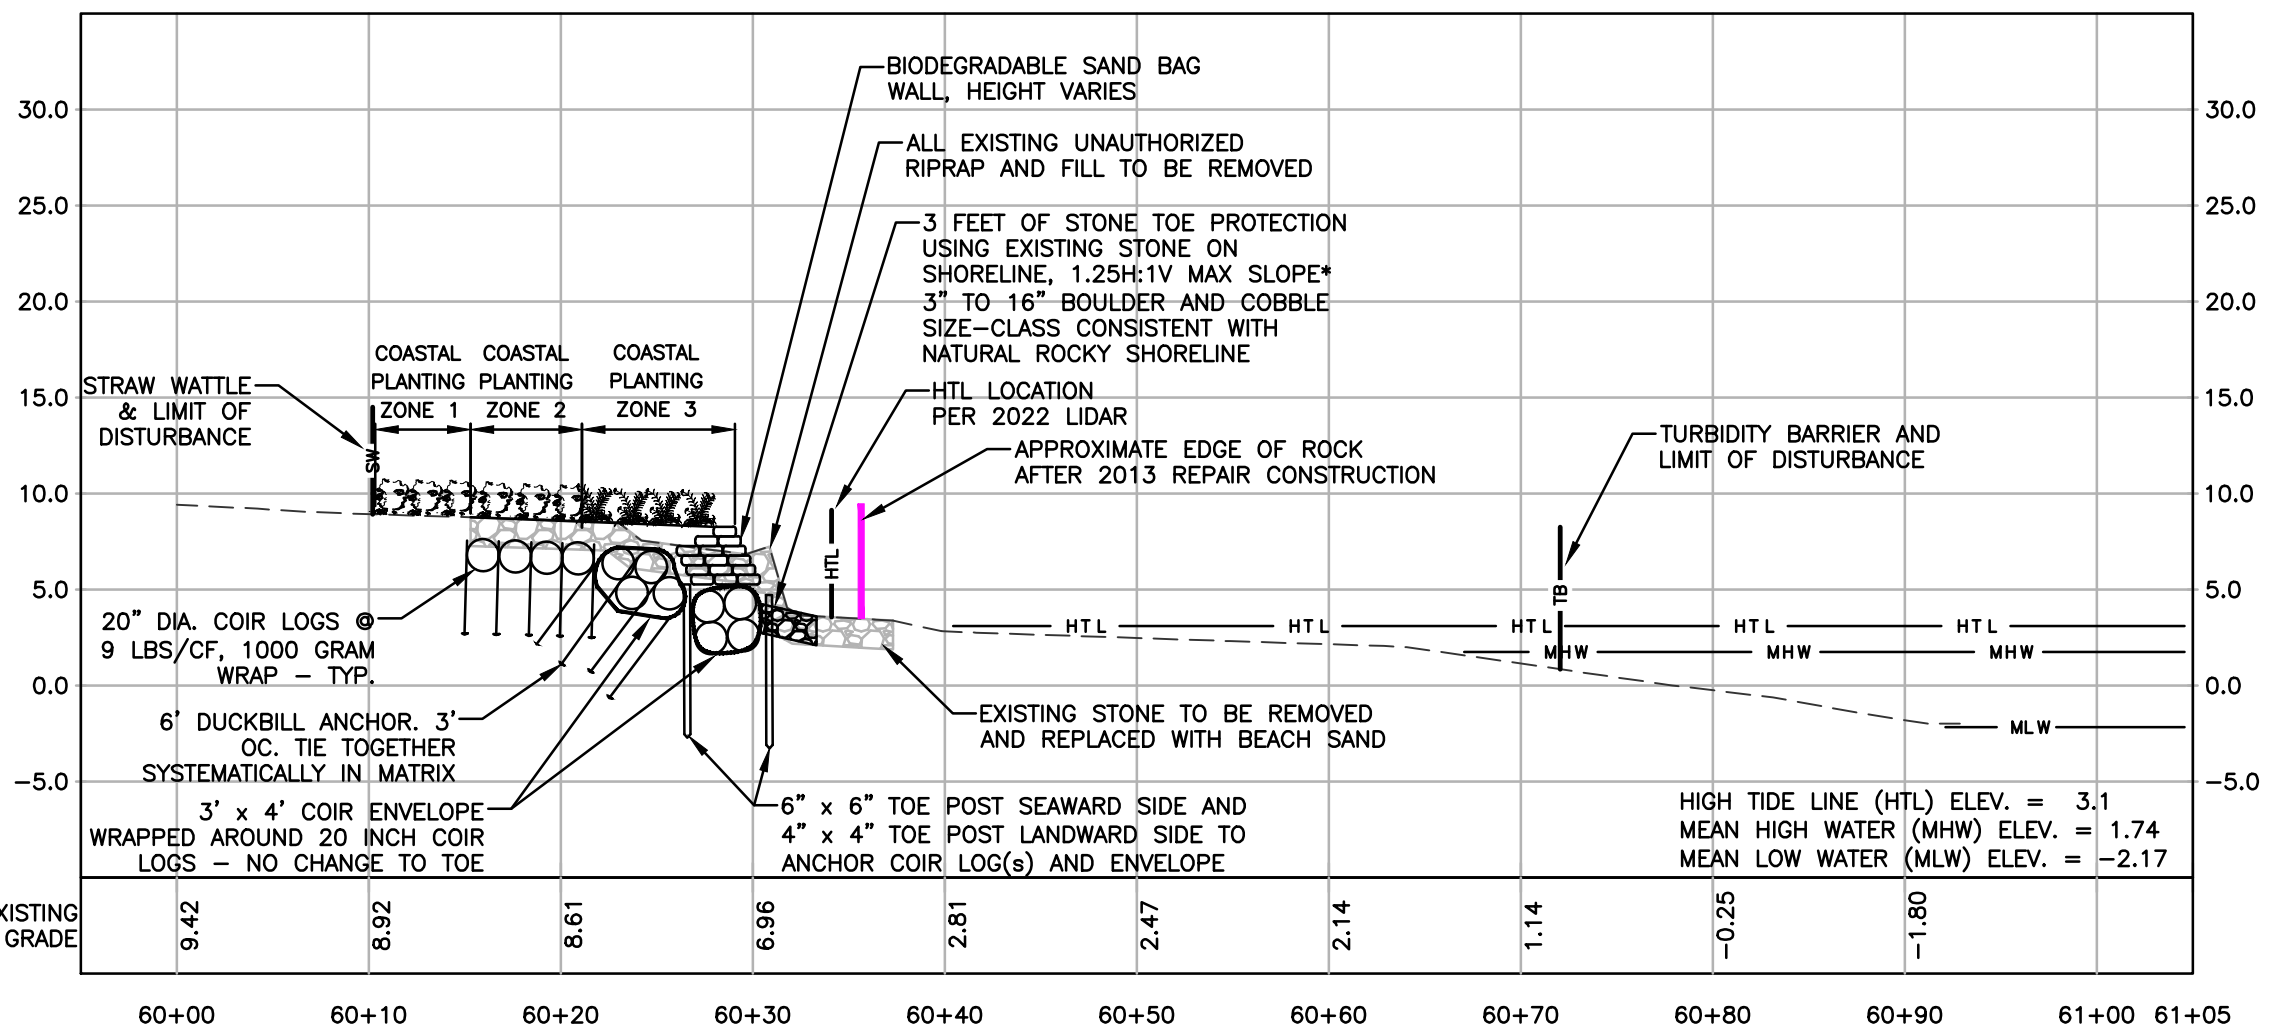 BIODEGRADABLE SAND BAG
WALL, HEIGHT VARIES
30.0
30.0
ALL EXISTING UNAUTHORIZED
RIPRAP AND FILL TO BE REMOVED
25.0
25.0
3 FEET OF STONE TOE PROTECTION
USING EXISTING STONE ON
SHORELINE, 1.25H:1V MAX SLOPE*
3” TO 16” BOULDER AND COBBLE
SIZE-CLASS CONSISTENT WITH
NATURAL ROCKY SHORELINE
20.0
20.0
COASTAL
PLANTING
ZONE 1
COASTAL
PLANTING
ZONE 2
COASTAL
PLANTING
ZONE 3
STRAW WATTLE
& LIMIT OF
DISTURBANCE
15.0
15.0
HTL LOCATION
PER 2022 LIDAR
APPROXIMATE EDGE OF ROCK
AFTER 2013 REPAIR CONSTRUCTION
TURBIDITY BARRIER AND
LIMIT OF DISTURBANCE
SW
10.0
10.0
HTL
TB
5.0
5.0
20” DIA. COIR LOGS @
9 LBS/CF, 1000 GRAM
WRAP – TYP.
HTL
HTL
HTL
HTL
HTL
MHW
MHW
MHW
0.0
0.0
6’ DUCKBILL ANCHOR. 3’
OC. TIE TOGETHER
SYSTEMATICALLY IN MATRIX
EXISTING STONE TO BE REMOVED
AND REPLACED WITH BEACH SAND
MLW
-5.0
-5.0
3’ x 4’ COIR ENVELOPE
WRAPPED AROUND 20 INCH COIR
LOGS – NO CHANGE TO TOE
6” x 6” TOE POST SEAWARD SIDE AND
4” x 4” TOE POST LANDWARD SIDE TO
ANCHOR COIR LOG(s) AND ENVELOPE
HIGH TIDE LINE (HTL) ELEV. = 3.1
MEAN HIGH WATER (MHW) ELEV. = 1.74
MEAN LOW WATER (MLW) ELEV. = -2.17
XISTING
GRADE
9.42
8.92
8.61
6.96
2.81
2.47
2.14
1.14
-0.25
-1.80
60+00
60+10
60+20
60+30
60+40
60+50
60+60
60+70
60+80
60+90
61+00
61+05